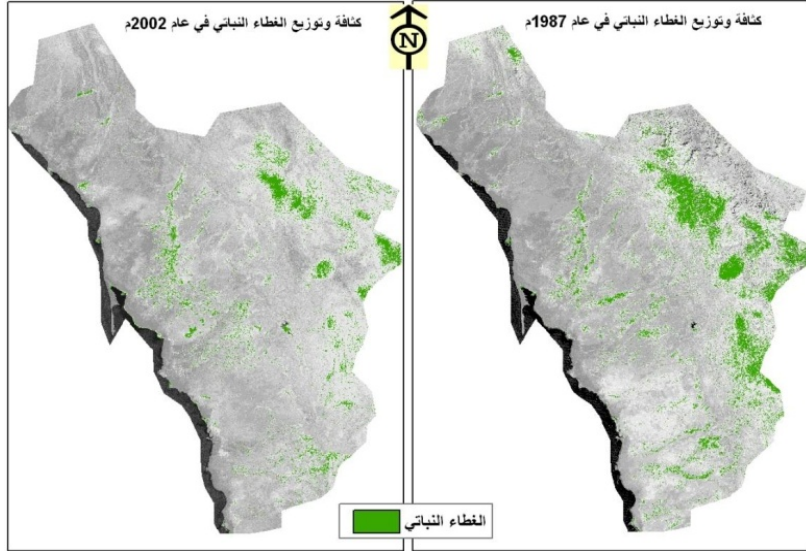 كثافة وتوزيع الغطاء النباتي في عام 1987م
N
كثافة وتوزيع الغطاء النباتي في عام 2002م
الغطاء النباتي